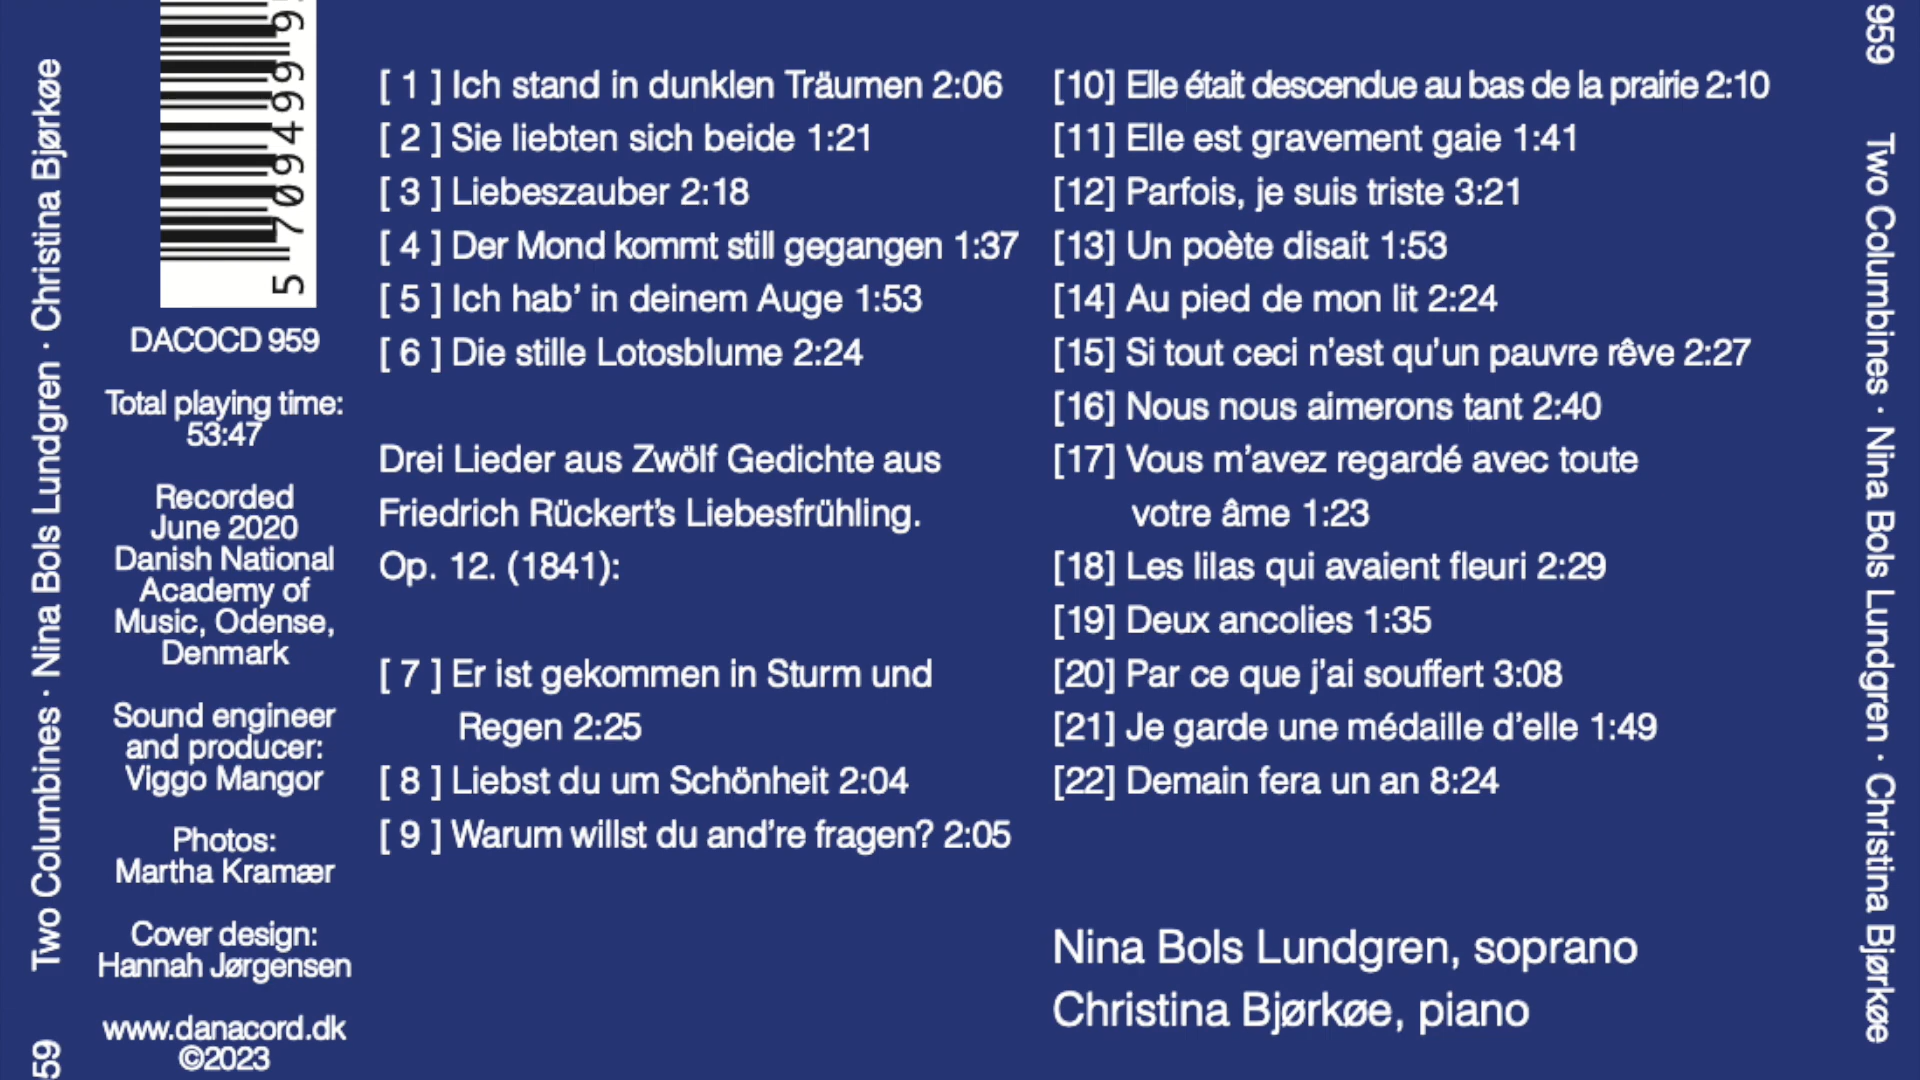 Two Columbines · Nina Bols Lundgren · Christina Bjørkøe
59
5 709499 9
DACOCD 959
Total playing time:
53:47
Recorded
June 2020
Danish National
Academy of
Music, Odense,
Denmark
Sound engineer
and producer:
Viggo Mangor
Photos:
Martha Kramær
Cover design:
Hannah Jørgensen
www.danacord.dk
©2023
[ 1 ] Ich stand in dunklen Träumen 2:06
[ 2 ] Sie liebten sich beide 1:21
[ 3 ] Liebeszauber 2:18
[ 4 ] Der Mond kommt still gegangen 1:37
[ 5 ] Ich hab’ in deinem Auge 1:53
[ 6 ] Die stille Lotosblume 2:24
Drei Lieder aus Zwölf Gedichte aus
Friedrich Rückert’s Liebesfrühling.
Op. 12. (1841):
[ 7 ] Er ist gekommen in Sturm und
Regen 2:25
[ 8 ] Liebst du um Schönheit 2:04
[ 9 ] Warum willst du and’re fragen? 2:05
[10] Elle était descendue au bas de la prairie 2:10
[11] Elle est gravement gaie 1:41
[12] Parfois, je suis triste 3:21
[13] Un poète disait 1:53
[14] Au pied de mon lit 2:24
[15] Si tout ceci n’est qu’un pauvre rêve 2:27
[16] Nous nous aimerons tant 2:40
[17] Vous m’avez regardé avec toute
votre âme 1:23
[18] Les lilas qui avaient fleuri 2:29
[19] Deux ancolies 1:35
[20] Par ce que j’ai souffert 3:08
[21] Je garde une médaille d’elle 1:49
[22] Demain fera un an 8:24
Nina Bols Lundgren, soprano
Christina Bjørkøe, piano
959
Two Columbines · Nina Bols Lundgren · Christina Bjørkøe